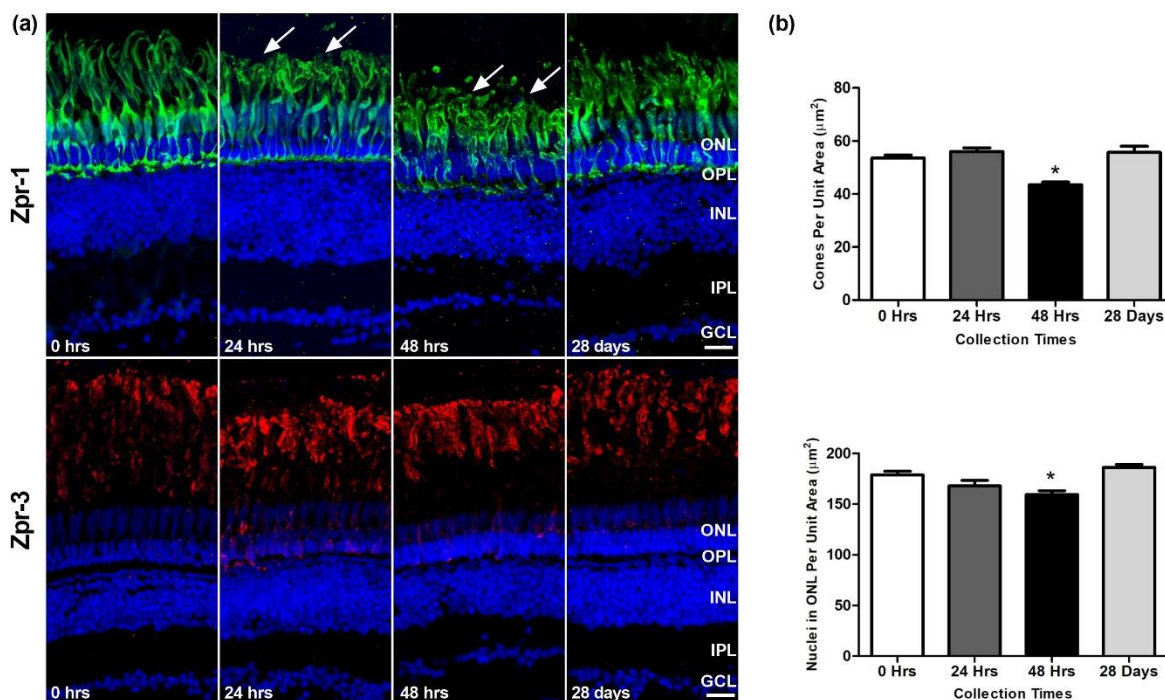 (a)
Zpr-1
ONL
OPL
INL
IPL
GCL
0 hrs
24 hrs
48 hrs
28 days
Zpr-3
ONL
OPL
INL
IPL
GCL
0 hrs
24 hrs
48 hrs
28 days
(b)
Cones Per Unit Area (μm²)
80
60
40
20
0
*
0 Hrs 24 Hrs 48 Hrs 28 Days
Collection Times
Nuclei in ONL Per Unit Area (μm²)
200
150
100
50
0
*
0 Hrs 24 Hrs 48 Hrs 28 Days
Collection Times